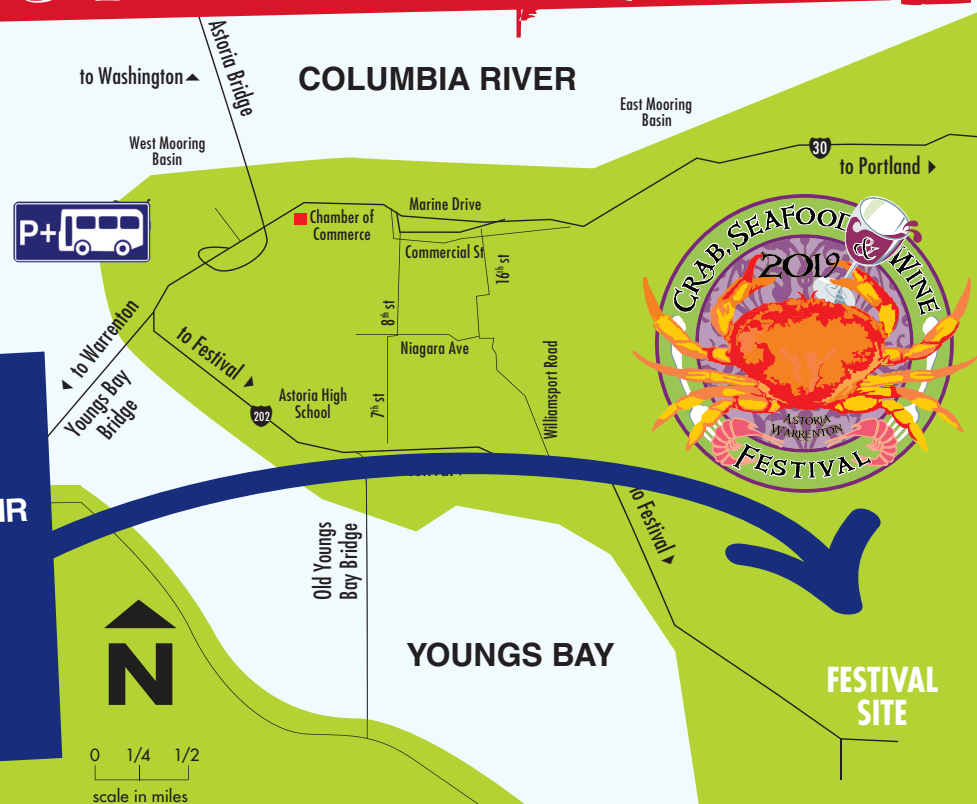 to Washington
Astoria Bridge
COLUMBIA RIVER
East Mooring
Basin
West Mooring
Basin
30
to Portland
P+
Chamber of
Commerce
Marine Drive
Commercial St
16th st
8th st
Niagara Ave
7th st
Williamsport Road
CRAB, SEAFOOD & WINE
2019
ASTORIA
WARRENTON
FESTIVAL
to Warrenton
Youngs Bay
Bridge
to Festival
202
Astoria High
School
IR
Old Youngs
Bay Bridge
to Festival
YOUNGS BAY
N
FESTIVAL
SITE
0 1/4 1/2
scale in miles